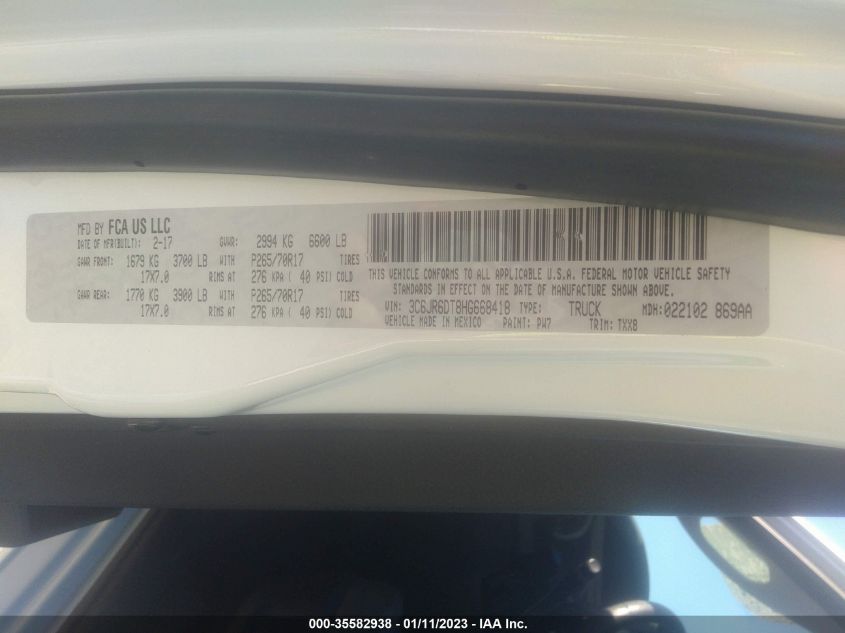 MFD BY FCA US LLC
DATE OF MFR(BUILT): 2-17 GVWR: 2994 KG 6600 LB
GAWR FRONT: 1679 KG 3700 LB WITH P265/70R17 TIRES
17X7.0 RIMS AT 276 KPA ( 40 PSI) COLD
GAWR REAR: 1770 KG 3900 LB WITH P265/70R17 TIRES
17X7.0 RIMS AT 276 KPA ( 40 PSI) COLD
THIS VEHICLE CONFORMS TO ALL APPLICABLE U.S.A. FEDERAL MOTOR VEHICLE SAFETY
STANDARDS IN EFFECT ON THE DATE OF MANUFACTURE SHOWN ABOVE.
VIN: 3C6JR6DT8HG668418 TYPE: TRUCK MDH:022102 869AA
VEHICLE MADE IN MEXICO PAINT: PW7 TRIM: TXX8
000-35582938 - 01/11/2023 - IAA Inc.